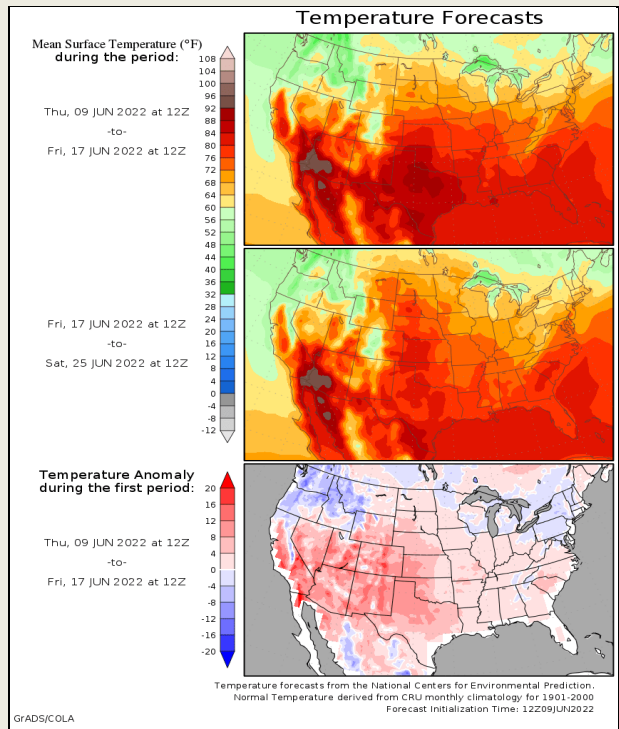 Temperature Forecasts
Mean Surface Temperature (°F)
during the period:
Thu, 09 JUN 2022 at 12Z
-to-
Fri, 17 JUN 2022 at 12Z
108
104
100
96
92
88
84
80
76
72
68
64
60
56
52
48
44
40
36
32
28
24
20
16
12
8
4
0
-4
-8
-12
Fri, 17 JUN 2022 at 12Z
-to-
Sat, 25 JUN 2022 at 12Z
Temperature Anomaly
during the first period:
Thu, 09 JUN 2022 at 12Z
-to-
Fri, 17 JUN 2022 at 12Z
20
16
12
8
4
0
-4
-8
-12
-16
-20
Temperature forecasts from the National Centers for Environmental Prediction.
Normal Temperature derived from CRU monthly climatology for 1901-2000
Forecast Initialization Time: 12Z09JUN2022
GrADS/COLA